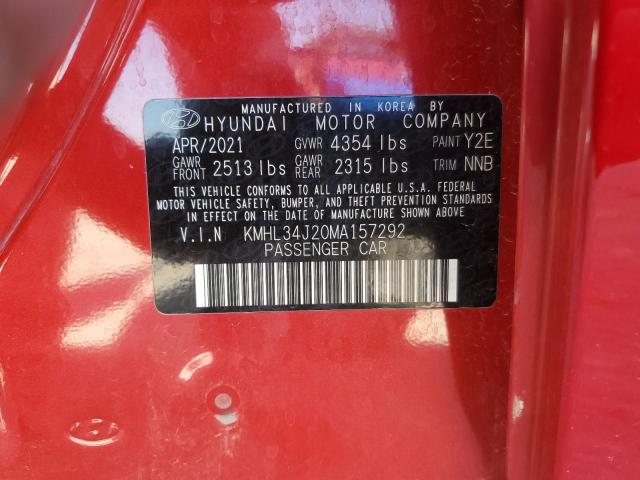 MANUFACTURED IN KOREA BY
HYUNDAI MOTOR COMPANY
APR/2021 GVWR 4354 lbs PAINT Y2E
GAWR FRONT 2513 lbs GAWR REAR 2315 lbs TRIM NNB
THIS VEHICLE CONFORMS TO ALL APPLICABLE U.S.A. FEDERAL
MOTOR VEHICLE SAFETY, BUMPER, AND THEFT PREVENTION STANDARDS
IN EFFECT ON THE DATE OF MANUFACTURE SHOWN ABOVE
V.I.N KMHL34J20MA157292
PASSENGER CAR